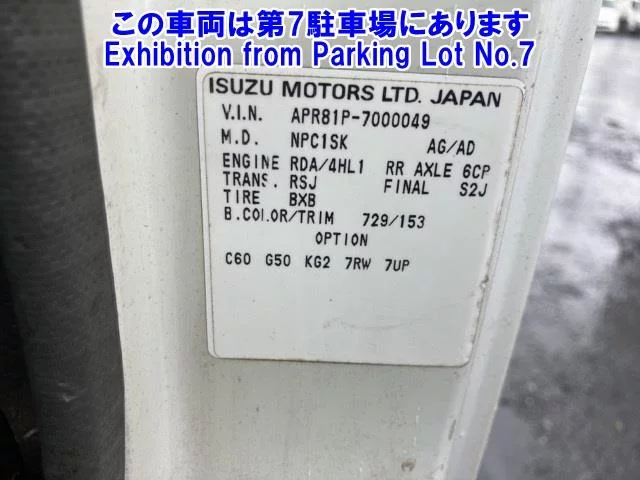 この車両は第7駐車場にあります
Exhibition from Parking Lot No.7
ISUZU MOTORS LTD. JAPAN
V.I.N. APR81P-7000049
M.D. NPC1SK AG/AD
ENGINE RDA/4HL1 RR AXLE 6CP
TRANS. RSJ FINAL S2J
TIRE BXB
B.COLOR/TRIM 729/153
OPTION
C60 G50 KG2 7RW 7UP